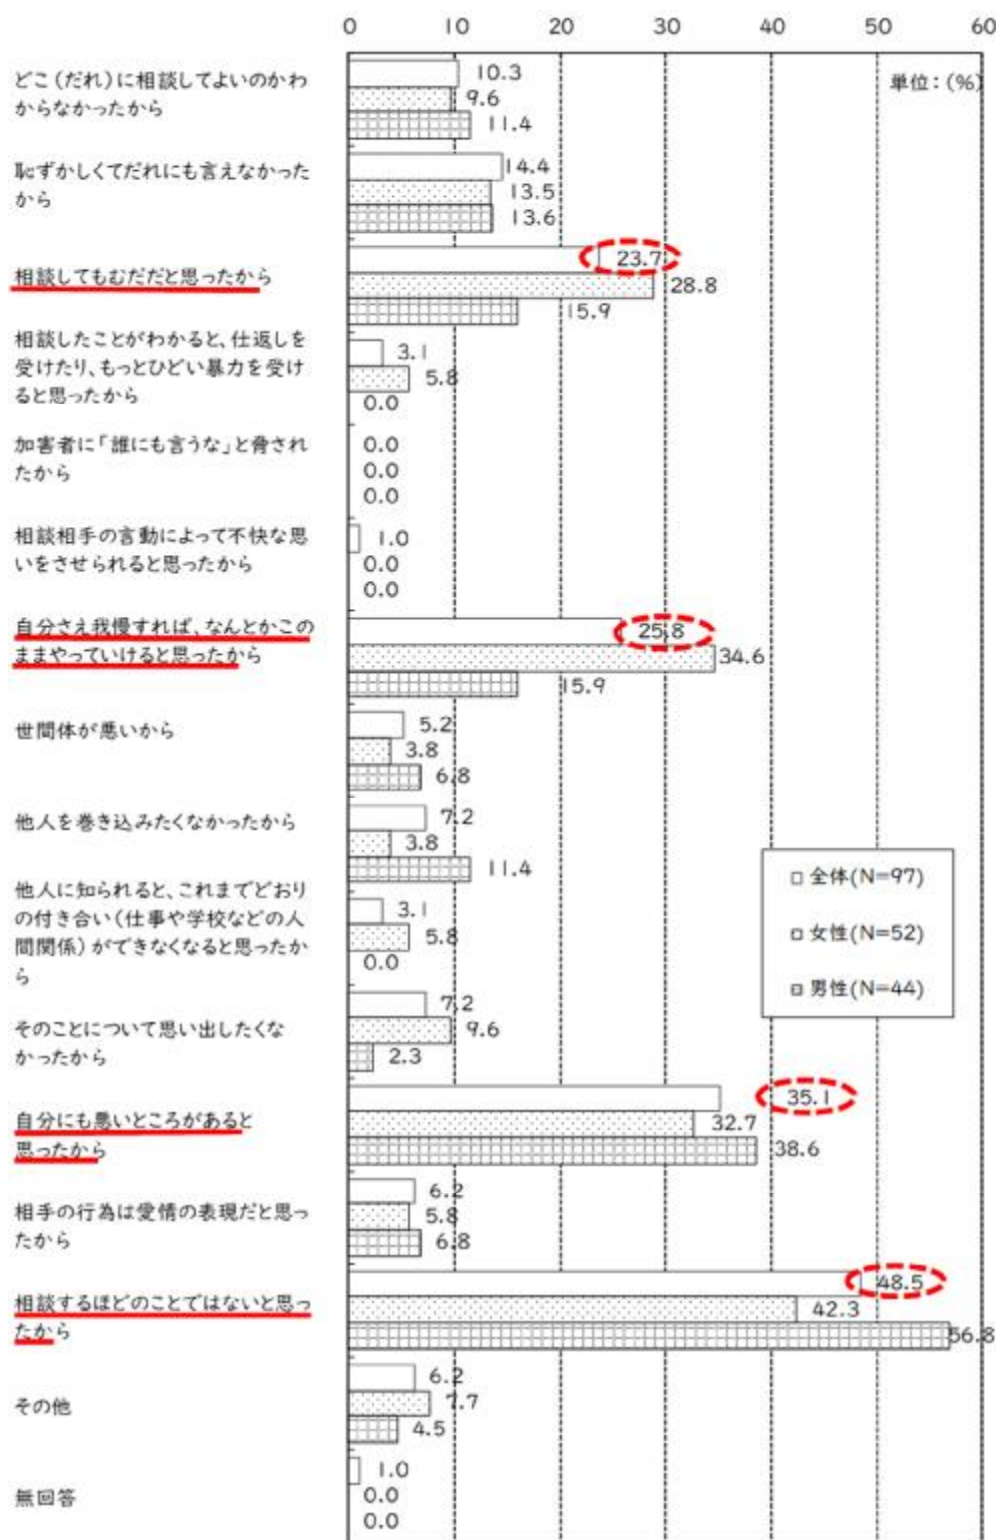 0 10 20 30 40 50 60
単位：(%)
どこ（だれ）に相談してよいのかわ
からなかったから
10.3
9.6
11.4
恥ずかしくてだれにも言えなかった
から
14.4
13.5
13.6
相談してもむだだと思ったから
23.7
28.8
15.9
相談したことがわかると、仕返しを
受けたり、もっとひどい暴力を受け
ると思ったから
3.1
5.8
0.0
加害者に「誰にも言うな」と脅され
たから
0.0
0.0
0.0
相談相手の言動によって不快な思
いをさせられると思ったから
1.0
0.0
0.0
自分さえ我慢すれば、なんとかこの
ままやっていけると思ったから
25.8
34.6
15.9
世間体が悪いから
5.2
3.8
6.8
他人を巻き込みたくなかったから
7.2
3.8
11.4
他人に知られると、これまでどおり
の付き合い（仕事や学校などの人
間関係）ができなくなると思ったか
ら
3.1
5.8
0.0
そのことについて思い出したくな
かったから
7.2
9.6
2.3
自分にも悪いところがあると
思ったから
35.1
32.7
38.6
相手の行為は愛情の表現だと思っ
たから
6.2
5.8
6.8
相談するほどのことではないと思っ
たから
48.5
42.3
56.8
その他
6.2
7.7
4.5
無回答
1.0
0.0
0.0
全体(N=97)
女性(N=52)
男性(N=44)